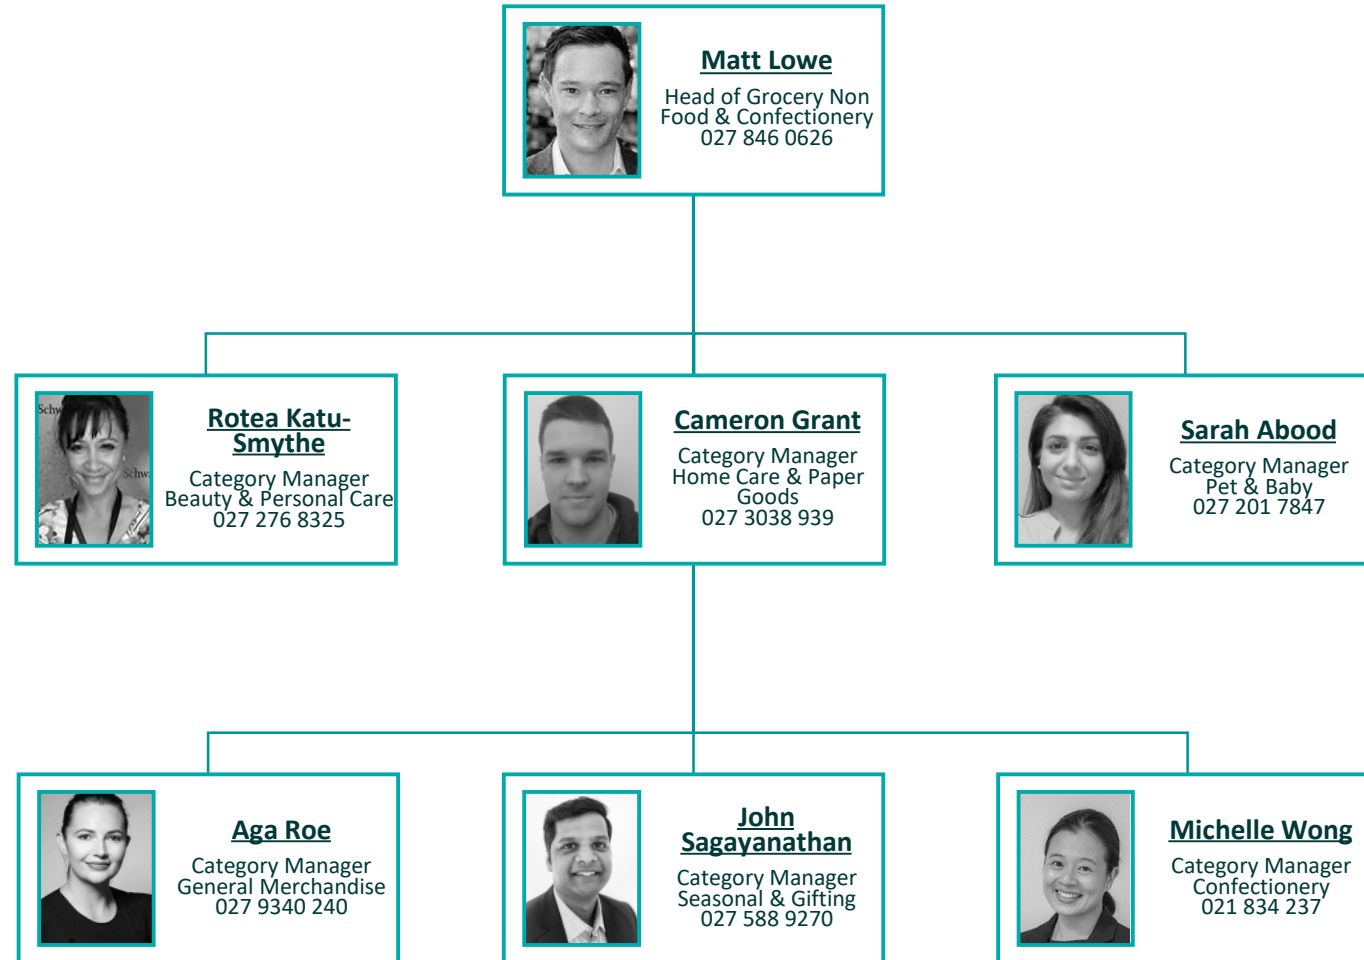 Matt Lowe
Head of Grocery Non
Food & Confectionery
027 846 0626
Rotea Katu-
Smythe
Category Manager
Beauty & Personal Care
027 276 8325
Cameron Grant
Category Manager
Home Care & Paper
Goods
027 3038 939
Sarah Abood
Category Manager
Pet & Baby
027 201 7847
Aga Roe
Category Manager
General Merchandise
027 9340 240
John
Sagayanathan
Category Manager
Seasonal & Gifting
027 588 9270
Michelle Wong
Category Manager
Confectionery
021 834 237